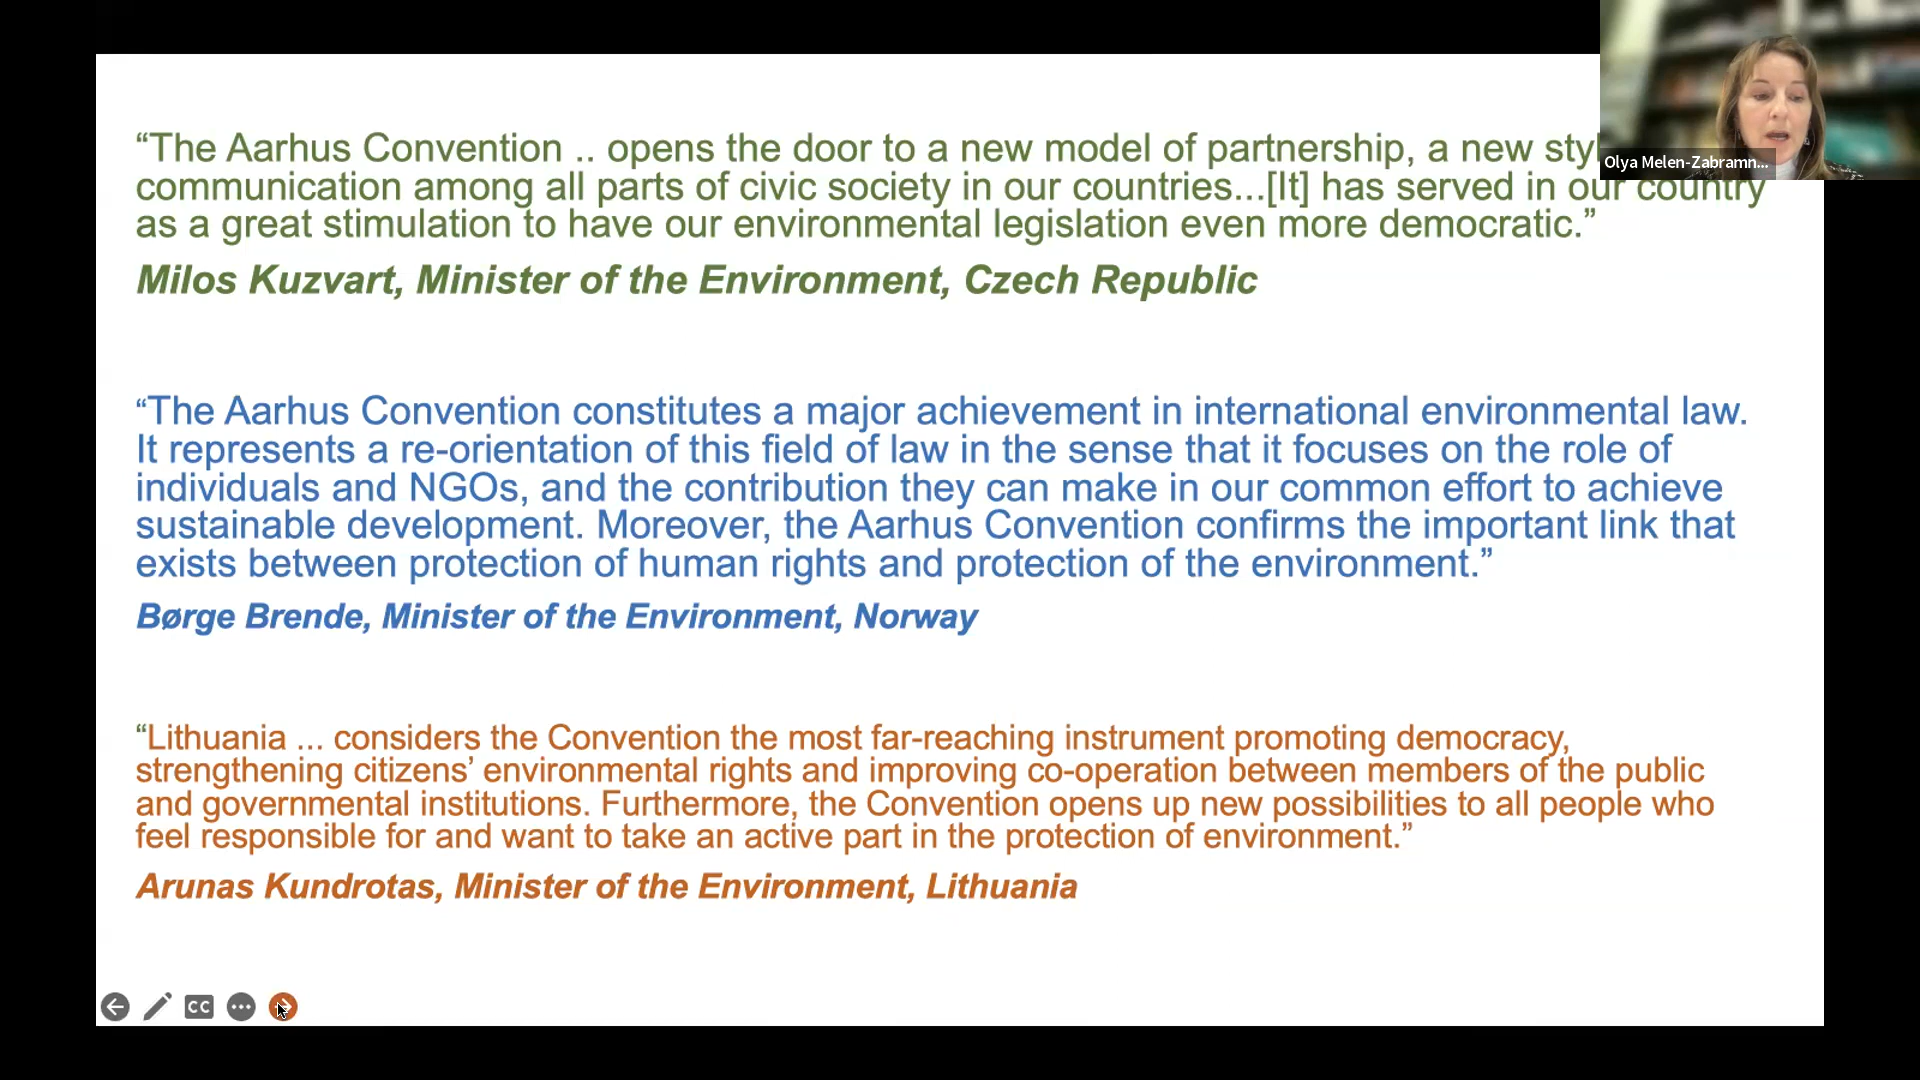 “The Aarhus Convention .. opens the door to a new model of partnership, a new
communication among all parts of civic society in our countries...[It] has served in our country
as a great stimulation to have our environmental legislation even more democratic.”
Milos Kuzvart, Minister of the Environment, Czech Republic
“The Aarhus Convention constitutes a major achievement in international environmental law.
It represents a re-orientation of this field of law in the sense that it focuses on the role of
individuals and NGOs, and the contribution they can make in our common effort to achieve
sustainable development. Moreover, the Aarhus Convention confirms the important link that
exists between protection of human rights and protection of the environment.”
Børge Brende, Minister of the Environment, Norway
“Lithuania ... considers the Convention the most far-reaching instrument promoting democracy,
strengthening citizens’ environmental rights and improving co-operation between members of the public
and governmental institutions. Furthermore, the Convention opens up new possibilities to all people who
feel responsible for and want to take an active part in the protection of environment.”
Arunas Kundrotas, Minister of the Environment, Lithuania
Olya Melen-Zabramn...
CC